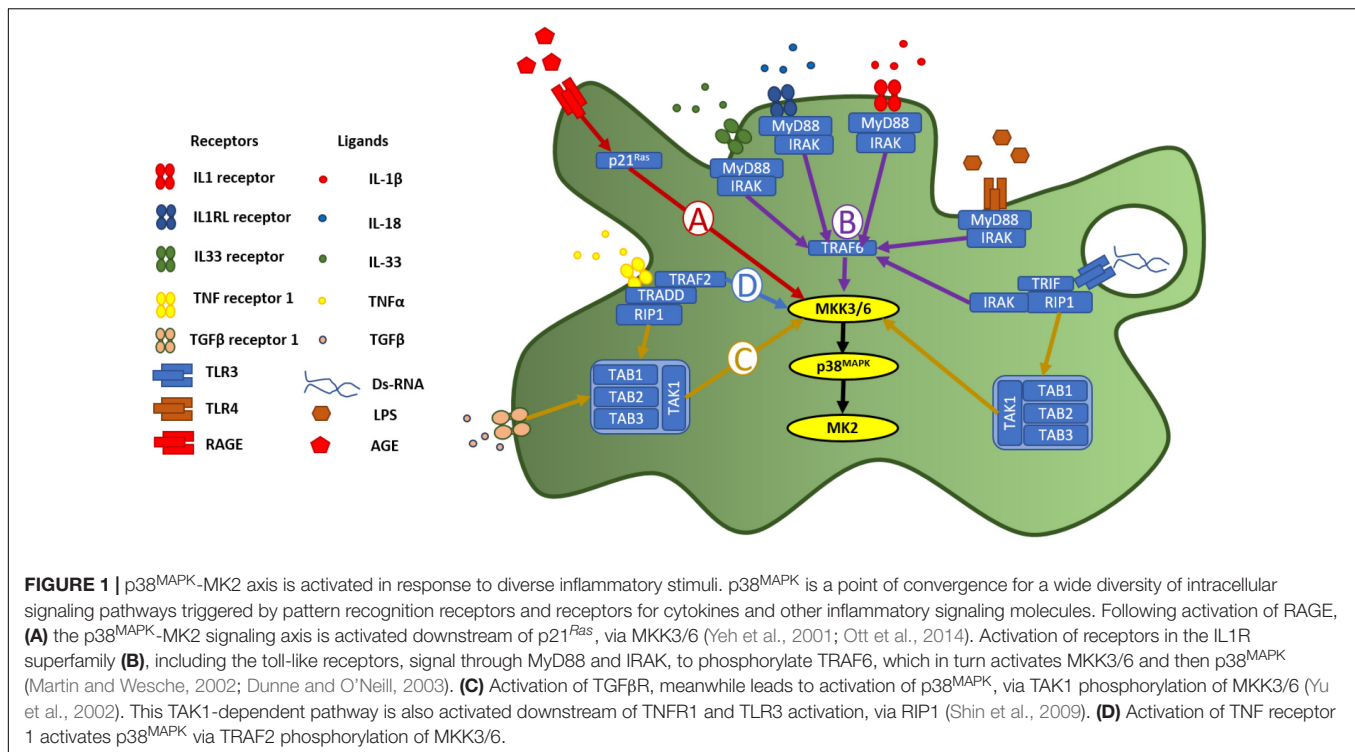 Receptors
Ligands
IL1 receptor
IL-1β
IL1RL receptor
IL-18
IL33 receptor
IL-33
TNF receptor 1
TNFα
TGFβ receptor 1
TGFβ
TLR3
Ds-RNA
TLR4
LPS
RAGE
AGE
p21Ras
A
MyD88
IRAK
MyD88
IRAK
MyD88
IRAK
B
TRAF6
MyD88
IRAK
TRIF
IRAK
RIP1
TRAF2
TRADD
RIP1
D
MKK3/6
C
p38MAPK
MK2
TAB1
TAB2
TAB3
TAK1
TAK1
TAB1
TAB2
TAB3
FIGURE 1 | p38MAPK-MK2 axis is activated in response to diverse inflammatory stimuli. p38MAPK is a point of convergence for a wide diversity of intracellular
signaling pathways triggered by pattern recognition receptors and receptors for cytokines and other inflammatory signaling molecules. Following activation of RAGE,
(A) the p38MAPK-MK2 signaling axis is activated downstream of p21Ras, via MKK3/6 (Yeh et al., 2001; Ott et al., 2014). Activation of receptors in the IL1R
superfamily (B), including the toll-like receptors, signal through MyD88 and IRAK, to phosphorylate TRAF6, which in turn activates MKK3/6 and then p38MAPK
(Martin and Wesche, 2002; Dunne and O'Neill, 2003). (C) Activation of TGFβR, meanwhile leads to activation of p38MAPK, via TAK1 phosphorylation of MKK3/6 (Yu
et al., 2002). This TAK1-dependent pathway is also activated downstream of TNFR1 and TLR3 activation, via RIP1 (Shin et al., 2009). (D) Activation of TNF receptor
1 activates p38MAPK via TRAF2 phosphorylation of MKK3/6.